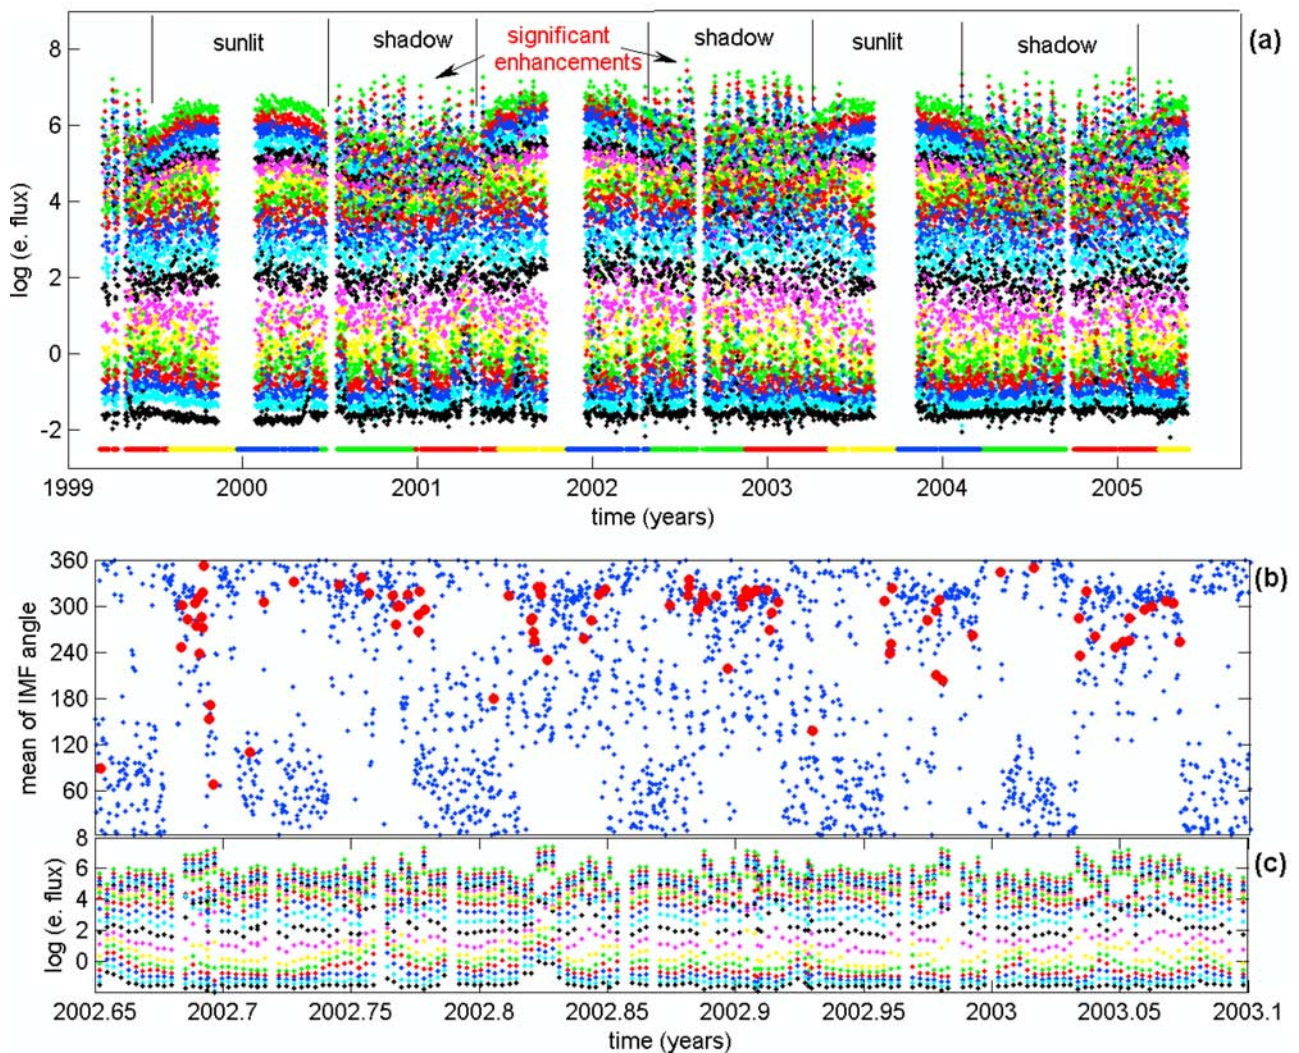 (a)
sunlit shadow significant enhancements shadow sunlit shadow
8
6
4
2
0
-2
log (e. flux)
1999 2000 2001 2002 2003 2004 2005
time (years)
(b)
360
300
240
180
120
60
8
mean of IMF angle
(c)
8
6
4
2
0
log (e. flux)
2002.65 2002.7 2002.75 2002.8 2002.85 2002.9 2002.95 2003 2003.05 2003.1
time (years)